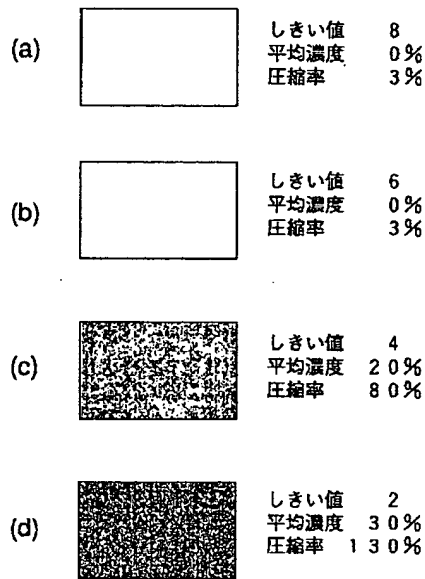 (a)
しきい値 8
平均濃度 0%
圧縮率 3%
(b)
しきい値 6
平均濃度 0%
圧縮率 3%
(c)
しきい値 4
平均濃度 20%
圧縮率 80%
(d)
しきい値 2
平均濃度 30%
圧縮率 130%